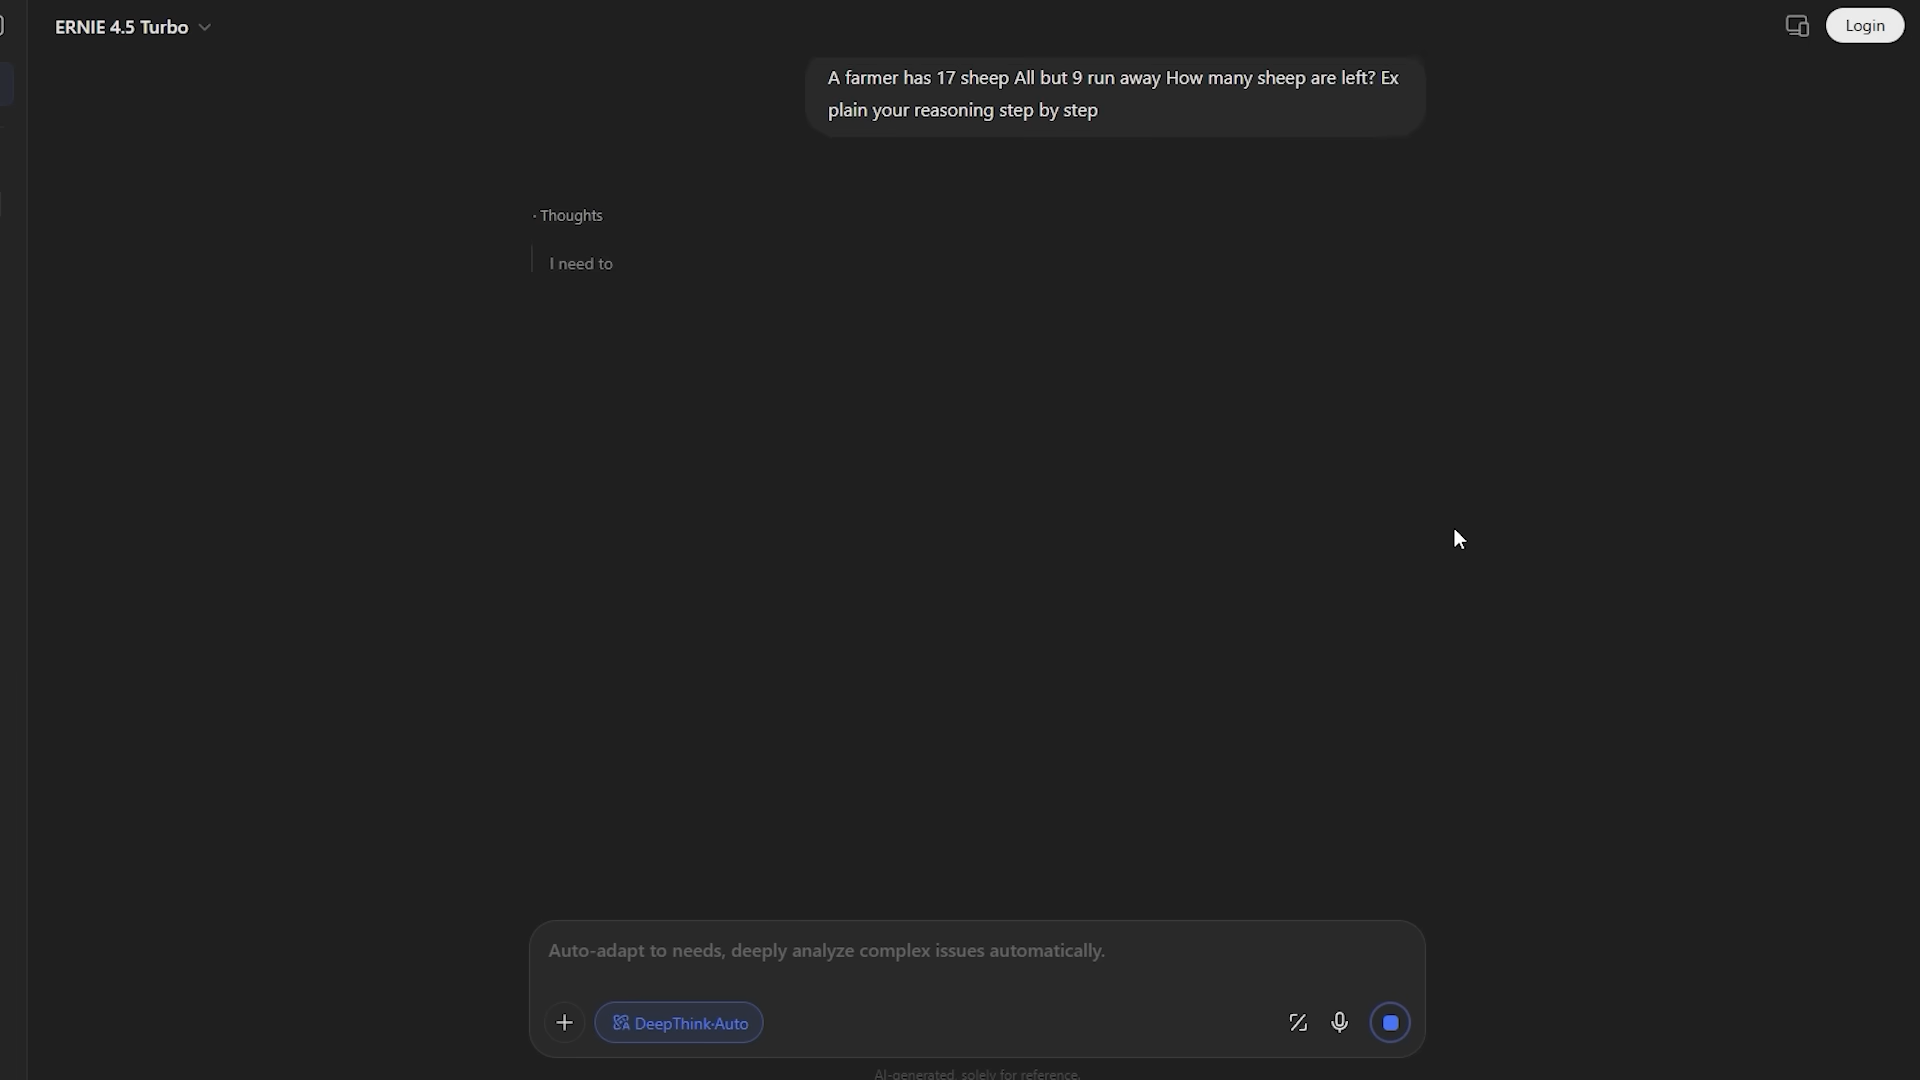 ERNIE 4.5 Turbo
Login
A farmer has 17 sheep All but 9 run away How many sheep are left? Ex
plain your reasoning step by step
· Thoughts
I need to
Auto-adapt to needs, deeply analyze complex issues automatically.
DeepThink·Auto
AI-generated, solely for reference.